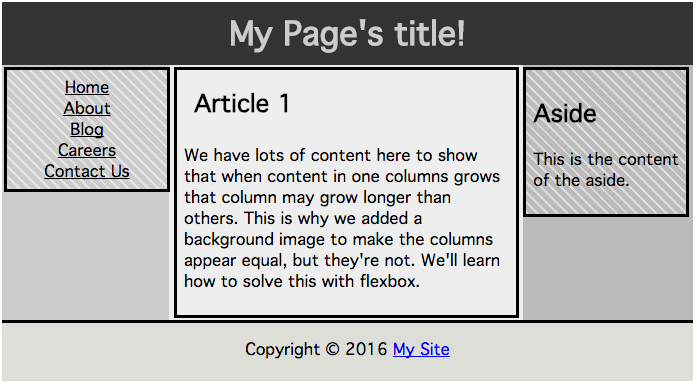 My Page's title!
Home
About
Blog
Careers
Contact Us
Article 1
We have lots of content here to show
that when content in one columns grows
that column may grow longer than
others. This is why we added a
background image to make the columns
appear equal, but they're not. We'll learn
how to solve this with flexbox.
Aside
This is the content
of the aside.
Copyright © 2016 My Site